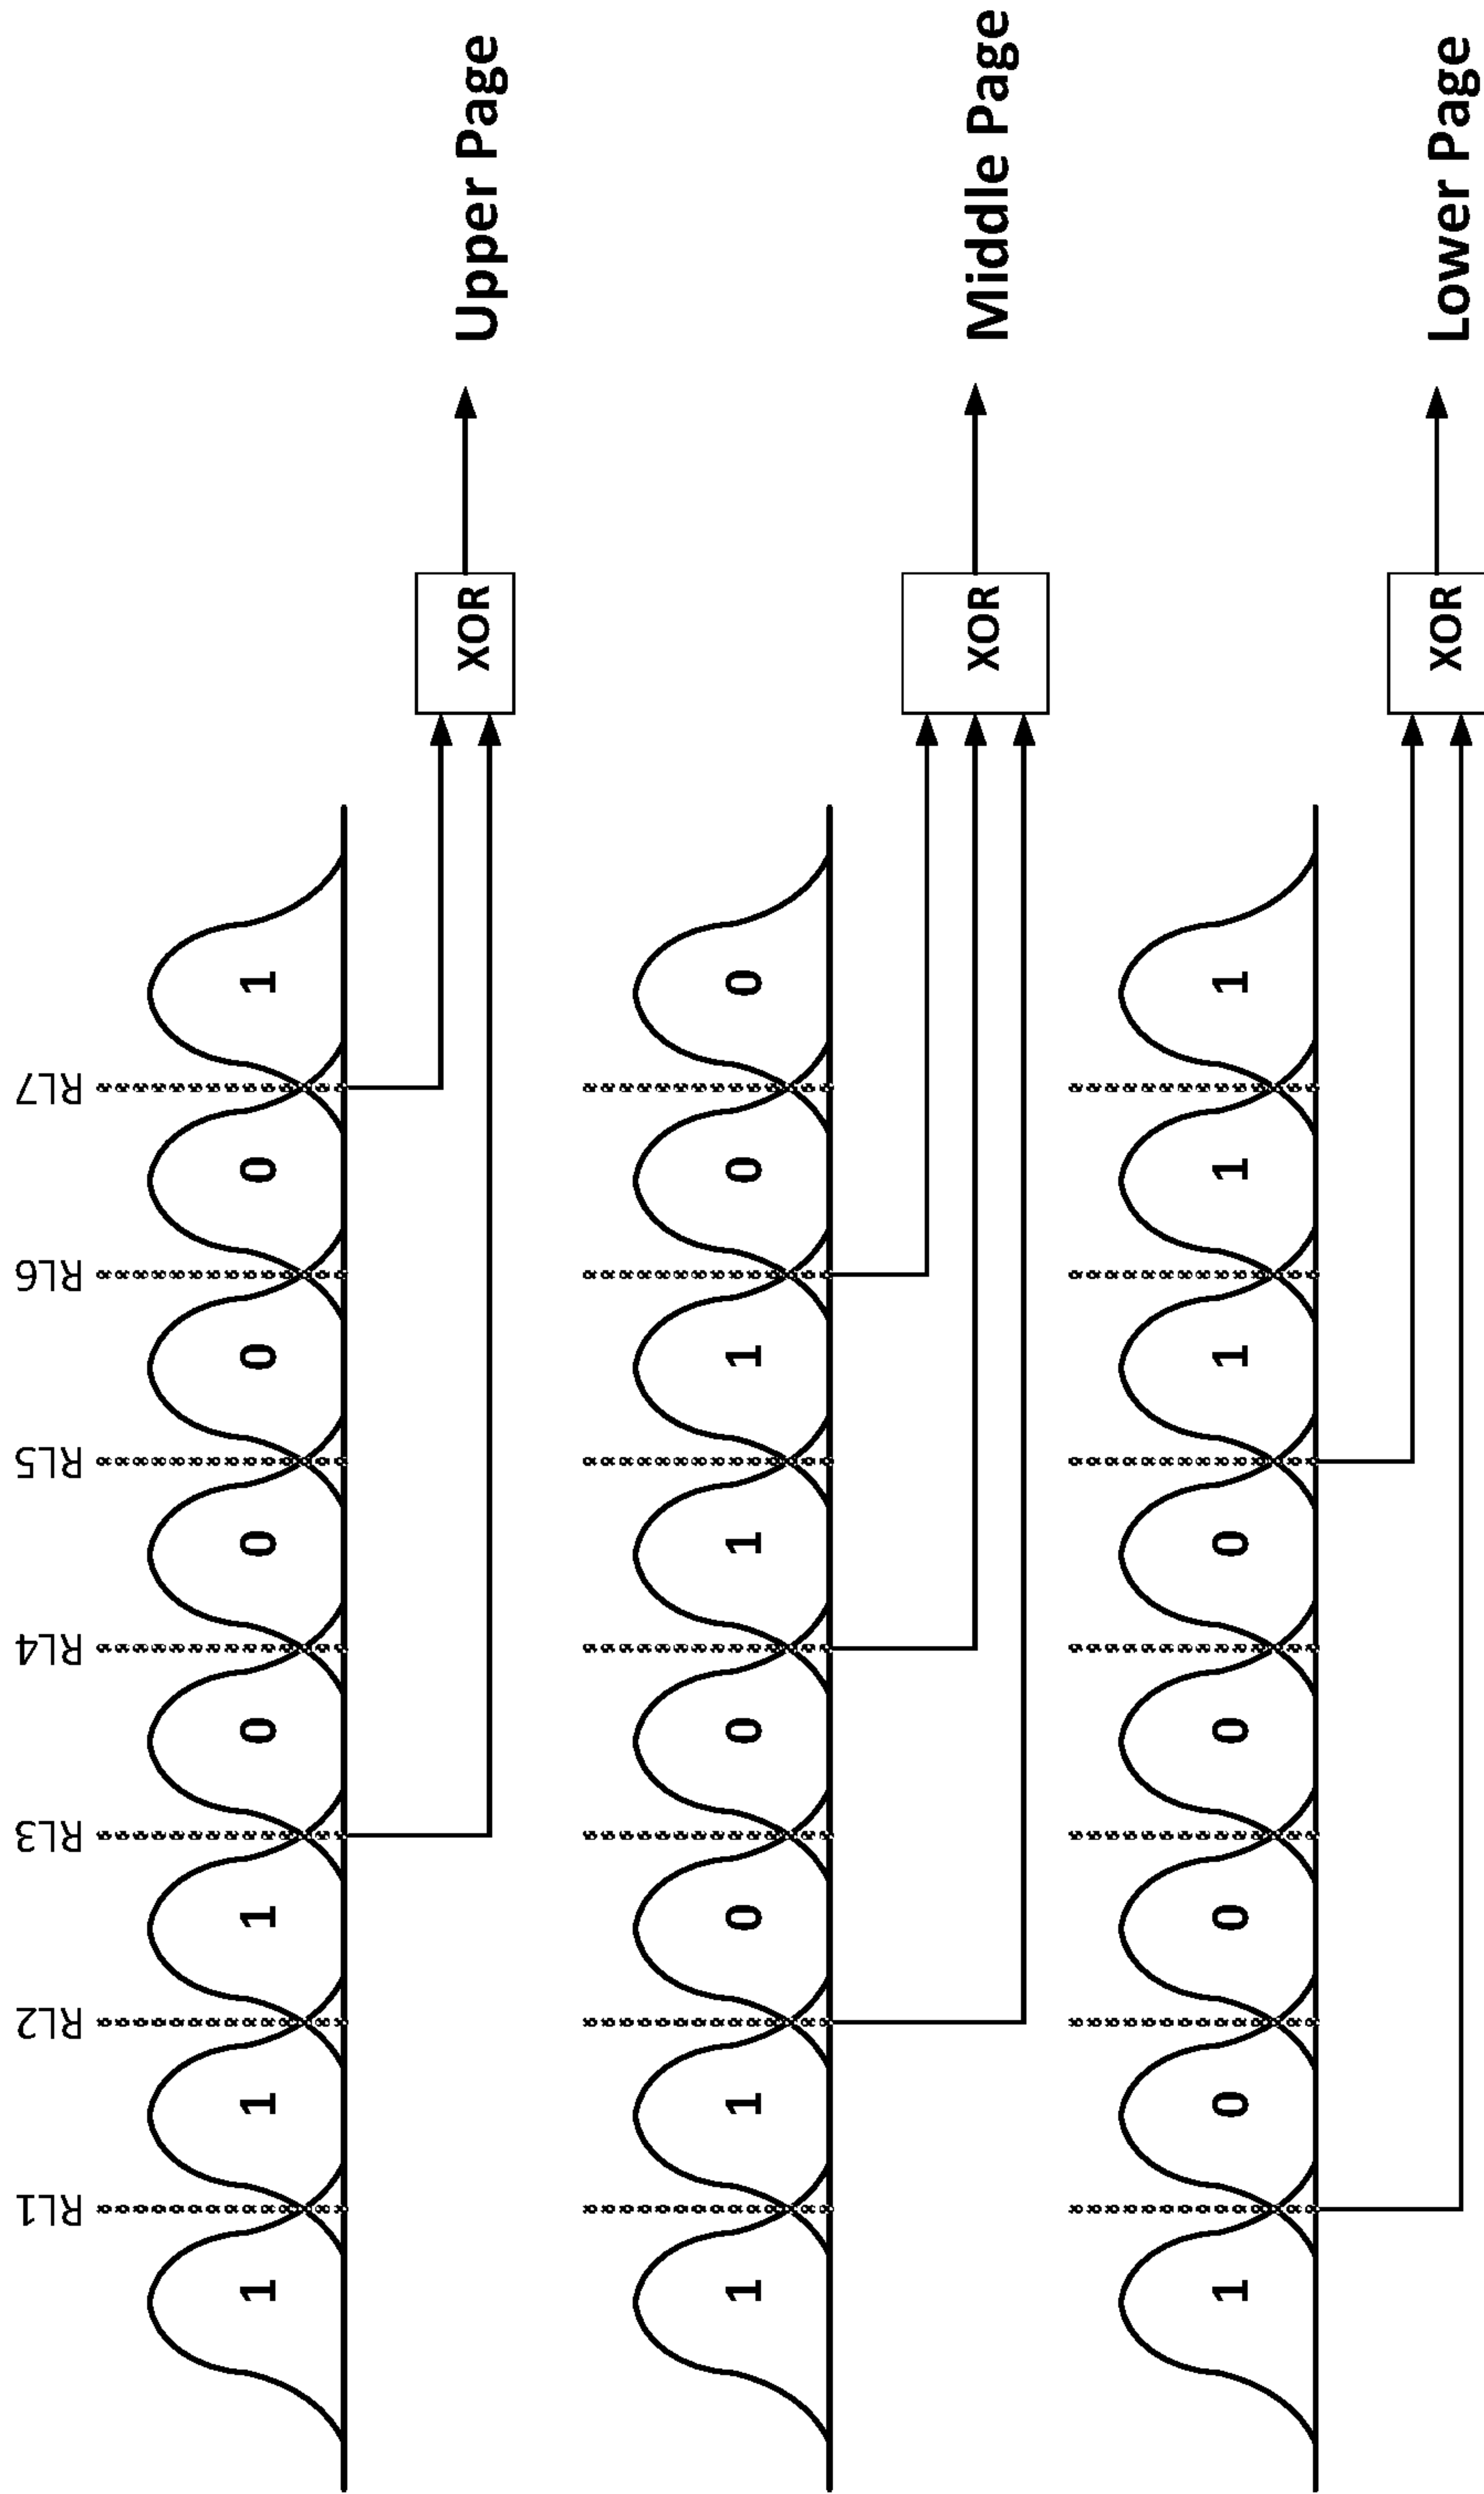 RL1 RL2 RL3 RL4 RL5 RL6 RL7
1 1 1 0 0 0 0 1
XOR
Upper Page
1 1 0 0 1 1 0 0
XOR
Middle Page
1 0 0 0 0 1 1 1
XOR
Lower Page